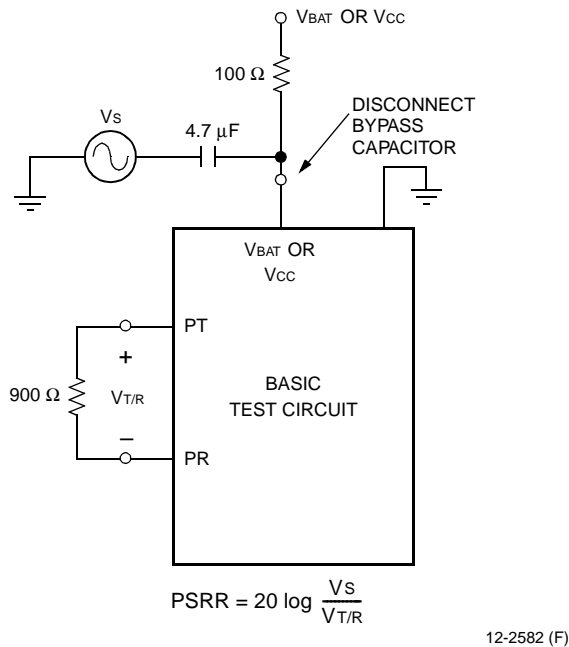 VBAT OR VCC
100 Ω
VS
4.7 μF
DISCONNECT
BYPASS
CAPACITOR
VBAT OR
VCC
PT
+
900 Ω
VT/R
BASIC
TEST CIRCUIT
–
PR
PSRR = 20 log VS
VT/R
12-2582 (F)